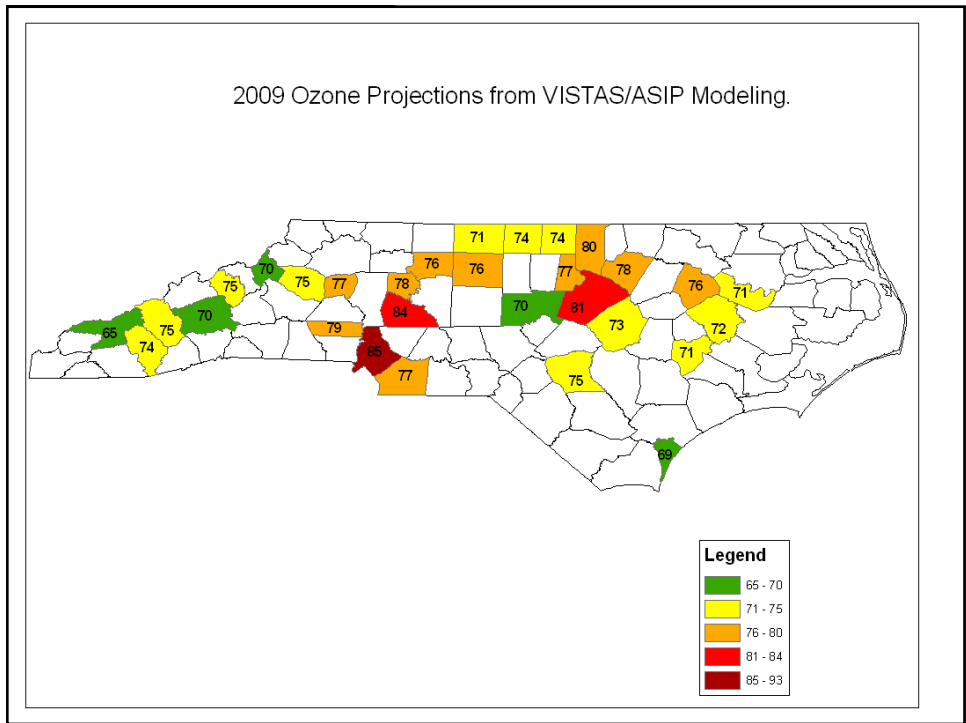 2009 Ozone Projections from VISTAS/ASIP Modeling.
71 74 74 80
70 75 77 76 76 77 78
75 78 76 71
65 75 70 84 70 81
74 79 73 72
85 71
77 75
69
Legend
65 - 70
71 - 75
76 - 80
81 - 84
85 - 93